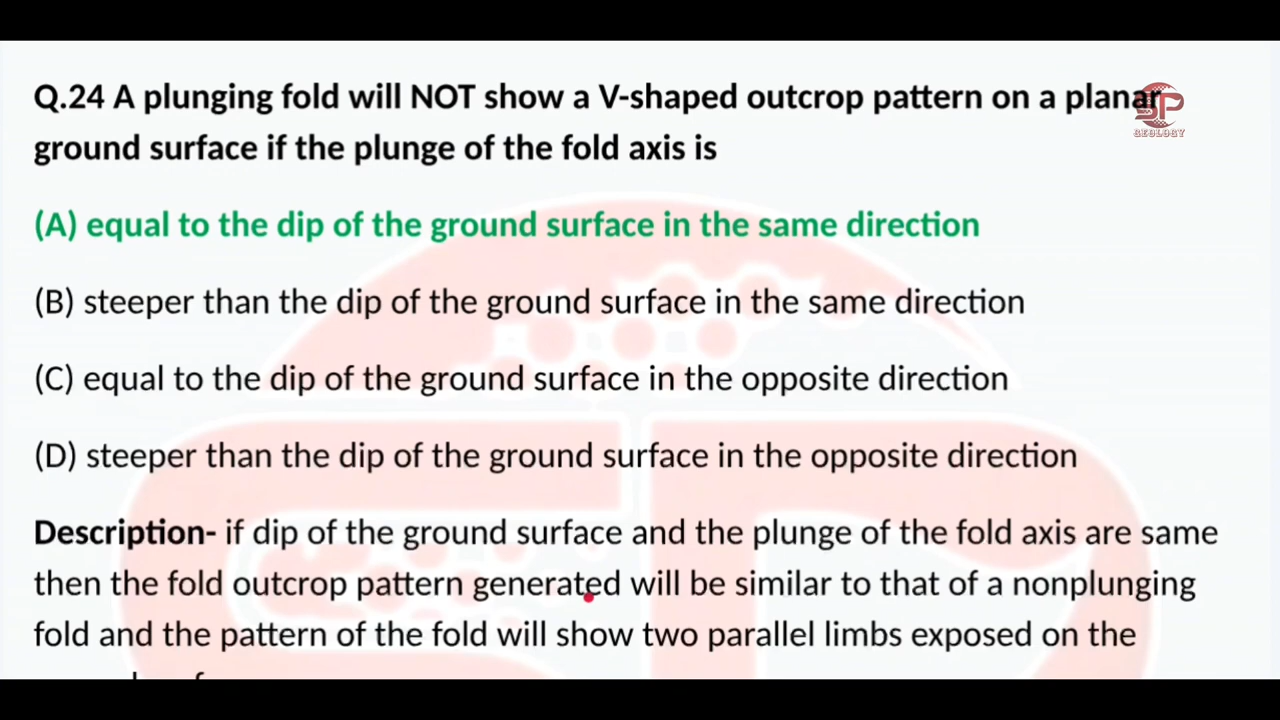 Q.24 A plunging fold will NOT show a V-shaped outcrop pattern on a planar
ground surface if the plunge of the fold axis is
SP
GEOLOGY
(A) equal to the dip of the ground surface in the same direction
(B) steeper than the dip of the ground surface in the same direction
(C) equal to the dip of the ground surface in the opposite direction
(D) steeper than the dip of the ground surface in the opposite direction
Description- if dip of the ground surface and the plunge of the fold axis are same
then the fold outcrop pattern generated will be similar to that of a nonplunging
fold and the pattern of the fold will show two parallel limbs exposed on the